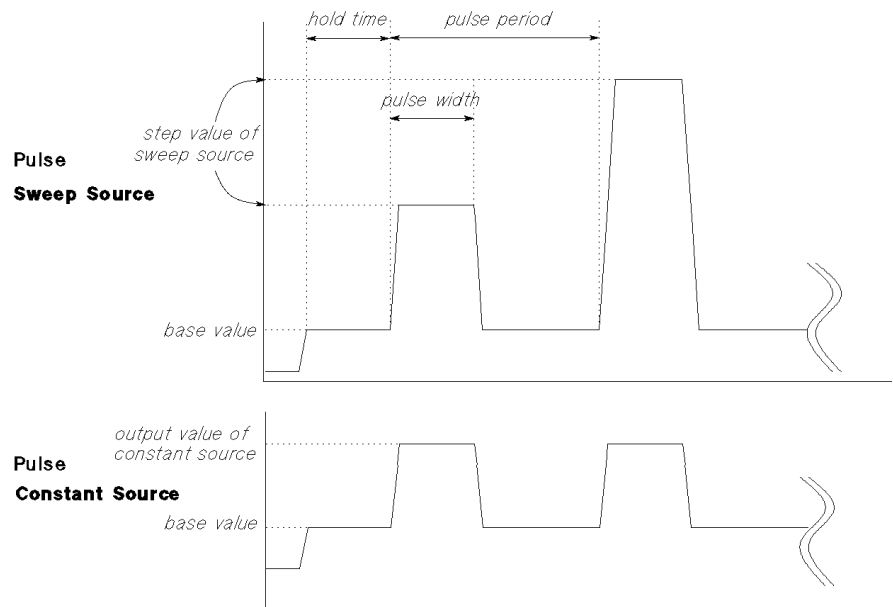 hold time
pulse period
pulse width
step value of
sweep source
Pulse
Sweep Source
base value
output value of
constant source
Pulse
Constant Source
base value